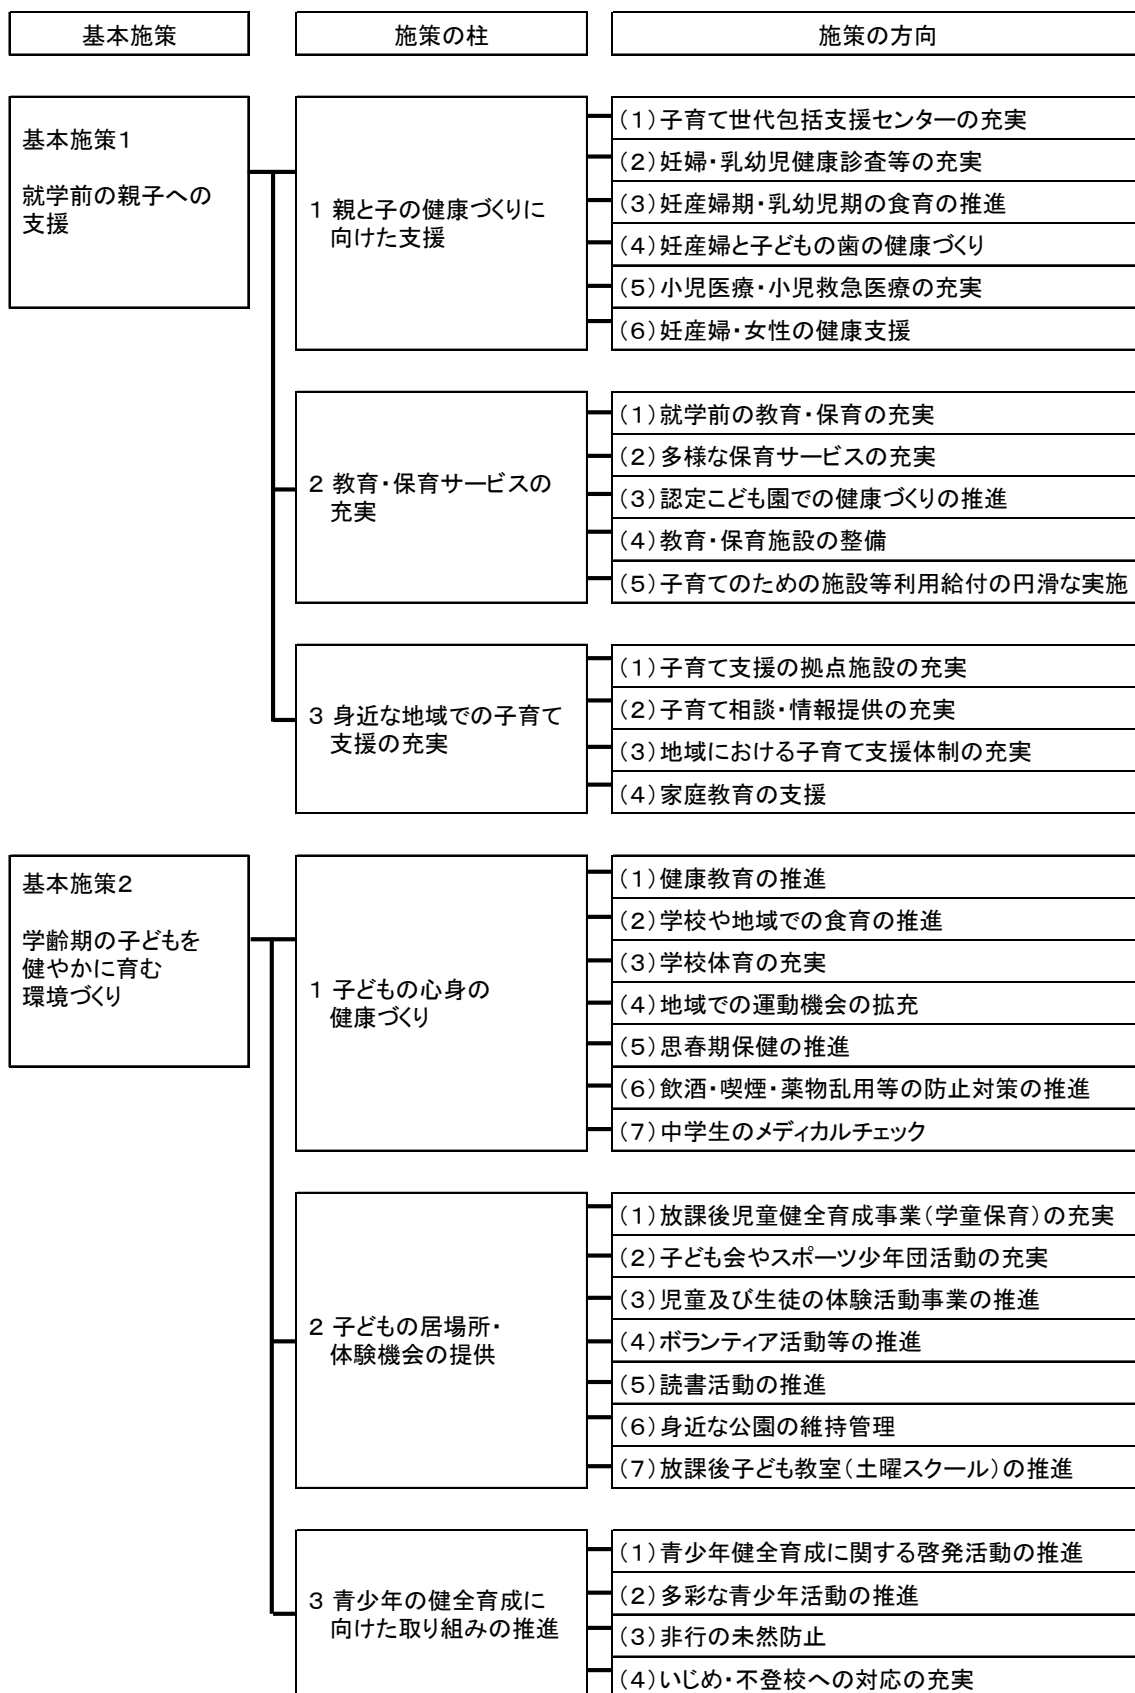 基本施策
施策の柱
施策の方向
基本施策1
就学前の親子への
支援
1 親と子の健康づくりに
向けた支援
(1)子育て世代包括支援センターの充実
(2)妊婦・乳幼児健康診査等の充実
(3)妊産婦期・乳幼児期の食育の推進
(4)妊産婦と子どもの歯の健康づくり
(5)小児医療・小児救急医療の充実
(6)妊産婦・女性の健康支援
2 教育・保育サービスの
充実
(1)就学前の教育・保育の充実
(2)多様な保育サービスの充実
(3)認定こども園での健康づくりの推進
(4)教育・保育施設の整備
(5)子育てのための施設等利用給付の円滑な実施
3 身近な地域での子育て
支援の充実
(1)子育て支援の拠点施設の充実
(2)子育て相談・情報提供の充実
(3)地域における子育て支援体制の充実
(4)家庭教育の支援
基本施策2
学齢期の子どもを
健やかに育む
環境づくり
1 子どもの心身の
健康づくり
(1)健康教育の推進
(2)学校や地域での食育の推進
(3)学校体育の充実
(4)地域での運動機会の拡充
(5)思春期保健の推進
(6)飲酒・喫煙・薬物乱用等の防止対策の推進
(7)中学生のメディカルチェック
2 子どもの居場所・
体験機会の提供
(1)放課後児童健全育成事業(学童保育)の充実
(2)子ども会やスポーツ少年団活動の充実
(3)児童及び生徒の体験活動事業の推進
(4)ボランティア活動等の推進
(5)読書活動の推進
(6)身近な公園の維持管理
(7)放課後子ども教室(土曜スクール)の推進
3 青少年の健全育成に
向けた取り組みの推進
(1)青少年健全育成に関する啓発活動の推進
(2)多彩な青少年活動の推進
(3)非行の未然防止
(4)いじめ・不登校への対応の充実